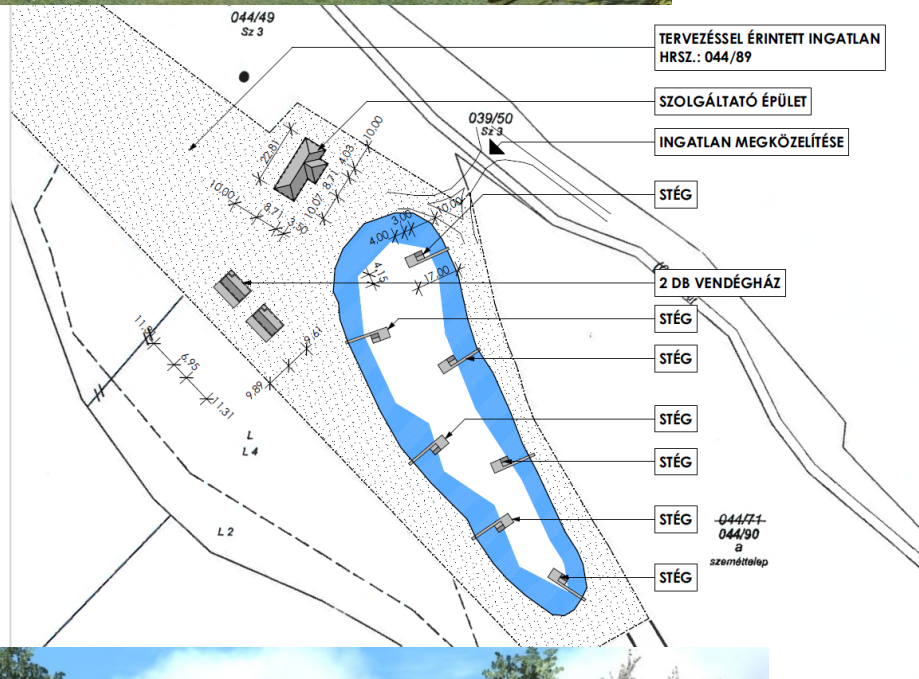 044/49
Sz 3
TERVEZÉSSEL ÉRINTETT INGATLAN
HRSZ.: 044/89
SZOLGÁLTATÓ ÉPÜLET
039/50
Sz 3
INGATLAN MEGKÖZELÍTÉSE
22,81
10,00
4,03
8,71
10,07
10,00
8,71
3,50
STÉG
10,00
3,00
4,00
4,15
17,00
2 DB VENDÉGHÁZ
STÉG
11,31
6,95
11,31
9,61
9,89
STÉG
STÉG
L
L 4
STÉG
L 2
STÉG
044/71
044/90
a
szeméttelep
STÉG